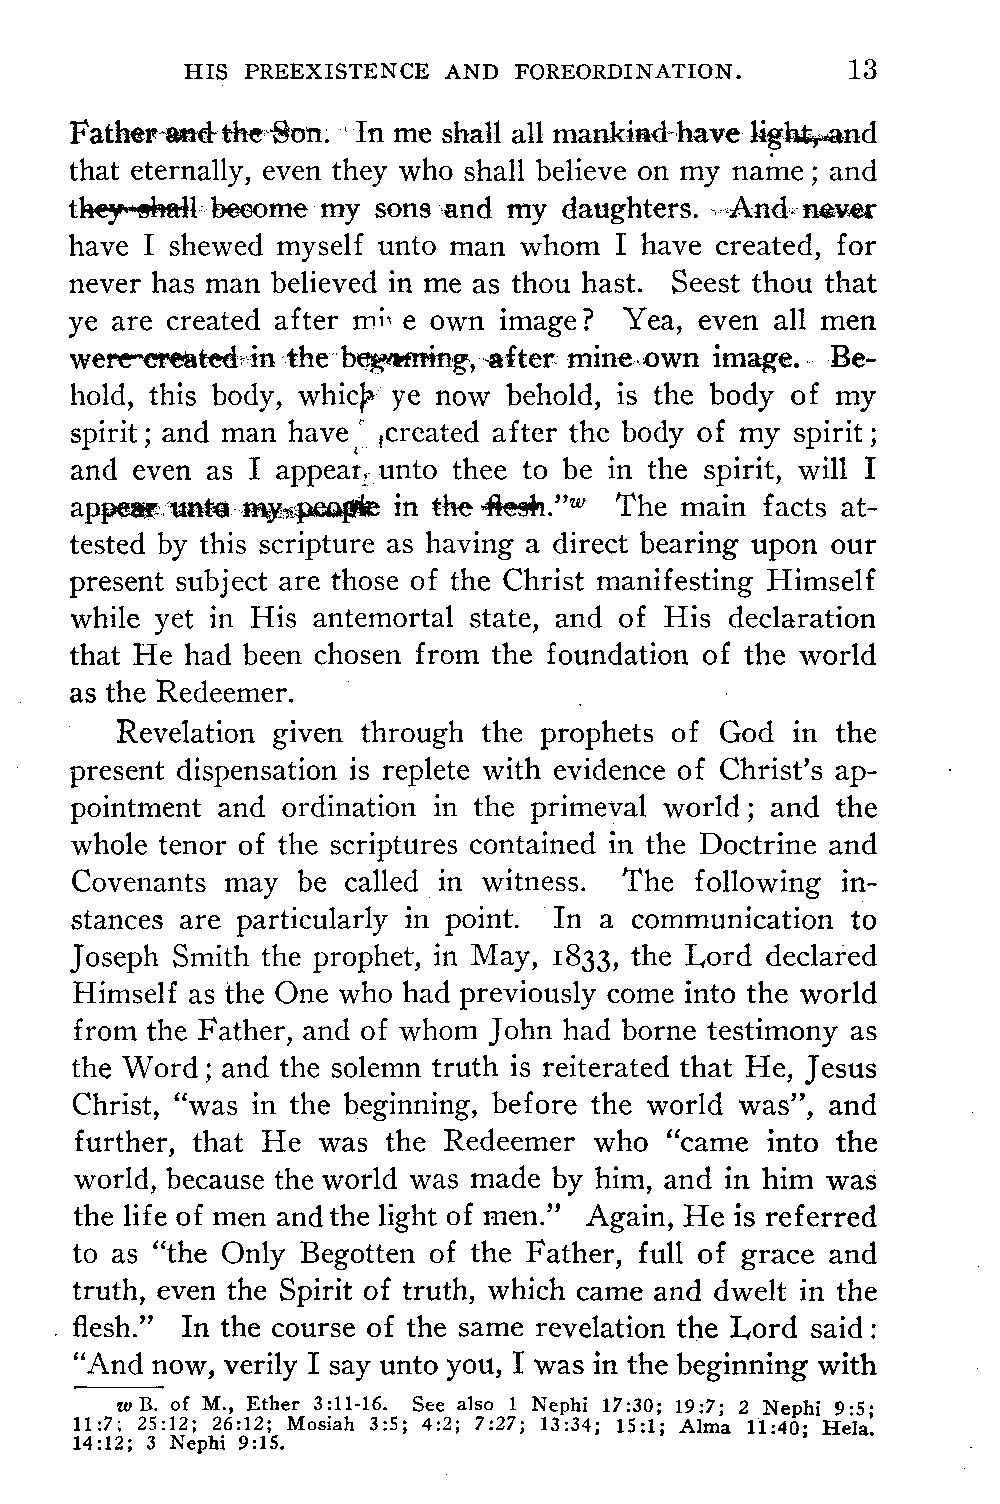 HIS PREEXISTENCE AND FOREORDINATION. 13
Father and the Son. In me shall all mankind have light, and
that eternally, even they who shall believe on my name; and
they shall become my sons and my daughters. And never
have I shewed myself unto man whom I have created, for
never has man believed in me as thou hast. Seest thou that
ye are created after mine own image? Yea, even all men
were created in the beginning, after mine own image. Be-
hold, this body, which ye now behold, is the body of my
spirit; and man have I created after the body of my spirit;
and even as I appear unto thee to be in the spirit, will I
appear unto my people in the flesh."w The main facts at-
tested by this scripture as having a direct bearing upon our
present subject are those of the Christ manifesting Himself
while yet in His antemortal state, and of His declaration
that He had been chosen from the foundation of the world
as the Redeemer.
Revelation given through the prophets of God in the
present dispensation is replete with evidence of Christ's ap-
pointment and ordination in the primeval world; and the
whole tenor of the scriptures contained in the Doctrine and
Covenants may be called in witness. The following in-
stances are particularly in point. In a communication to
Joseph Smith the prophet, in May, 1833, the Lord declared
Himself as the One who had previously come into the world
from the Father, and of whom John had borne testimony as
the Word; and the solemn truth is reiterated that He, Jesus
Christ, "was in the beginning, before the world was", and
further, that He was the Redeemer who "came into the
world, because the world was made by him, and in him was
the life of men and the light of men." Again, He is referred
to as "the Only Begotten of the Father, full of grace and
truth, even the Spirit of truth, which came and dwelt in the
flesh." In the course of the same revelation the Lord said:
"And now, verily I say unto you, I was in the beginning with
w B. of M., Ether 3:11-16. See also 1 Nephi 17:30; 19:7; 2 Nephi 9:5;
11:7; 25:12; 26:12; Mosiah 3:5; 4:2; 7:27; 13:34; 15:1; Alma 11:40; Hela.
14:12; 3 Nephi 9:15.